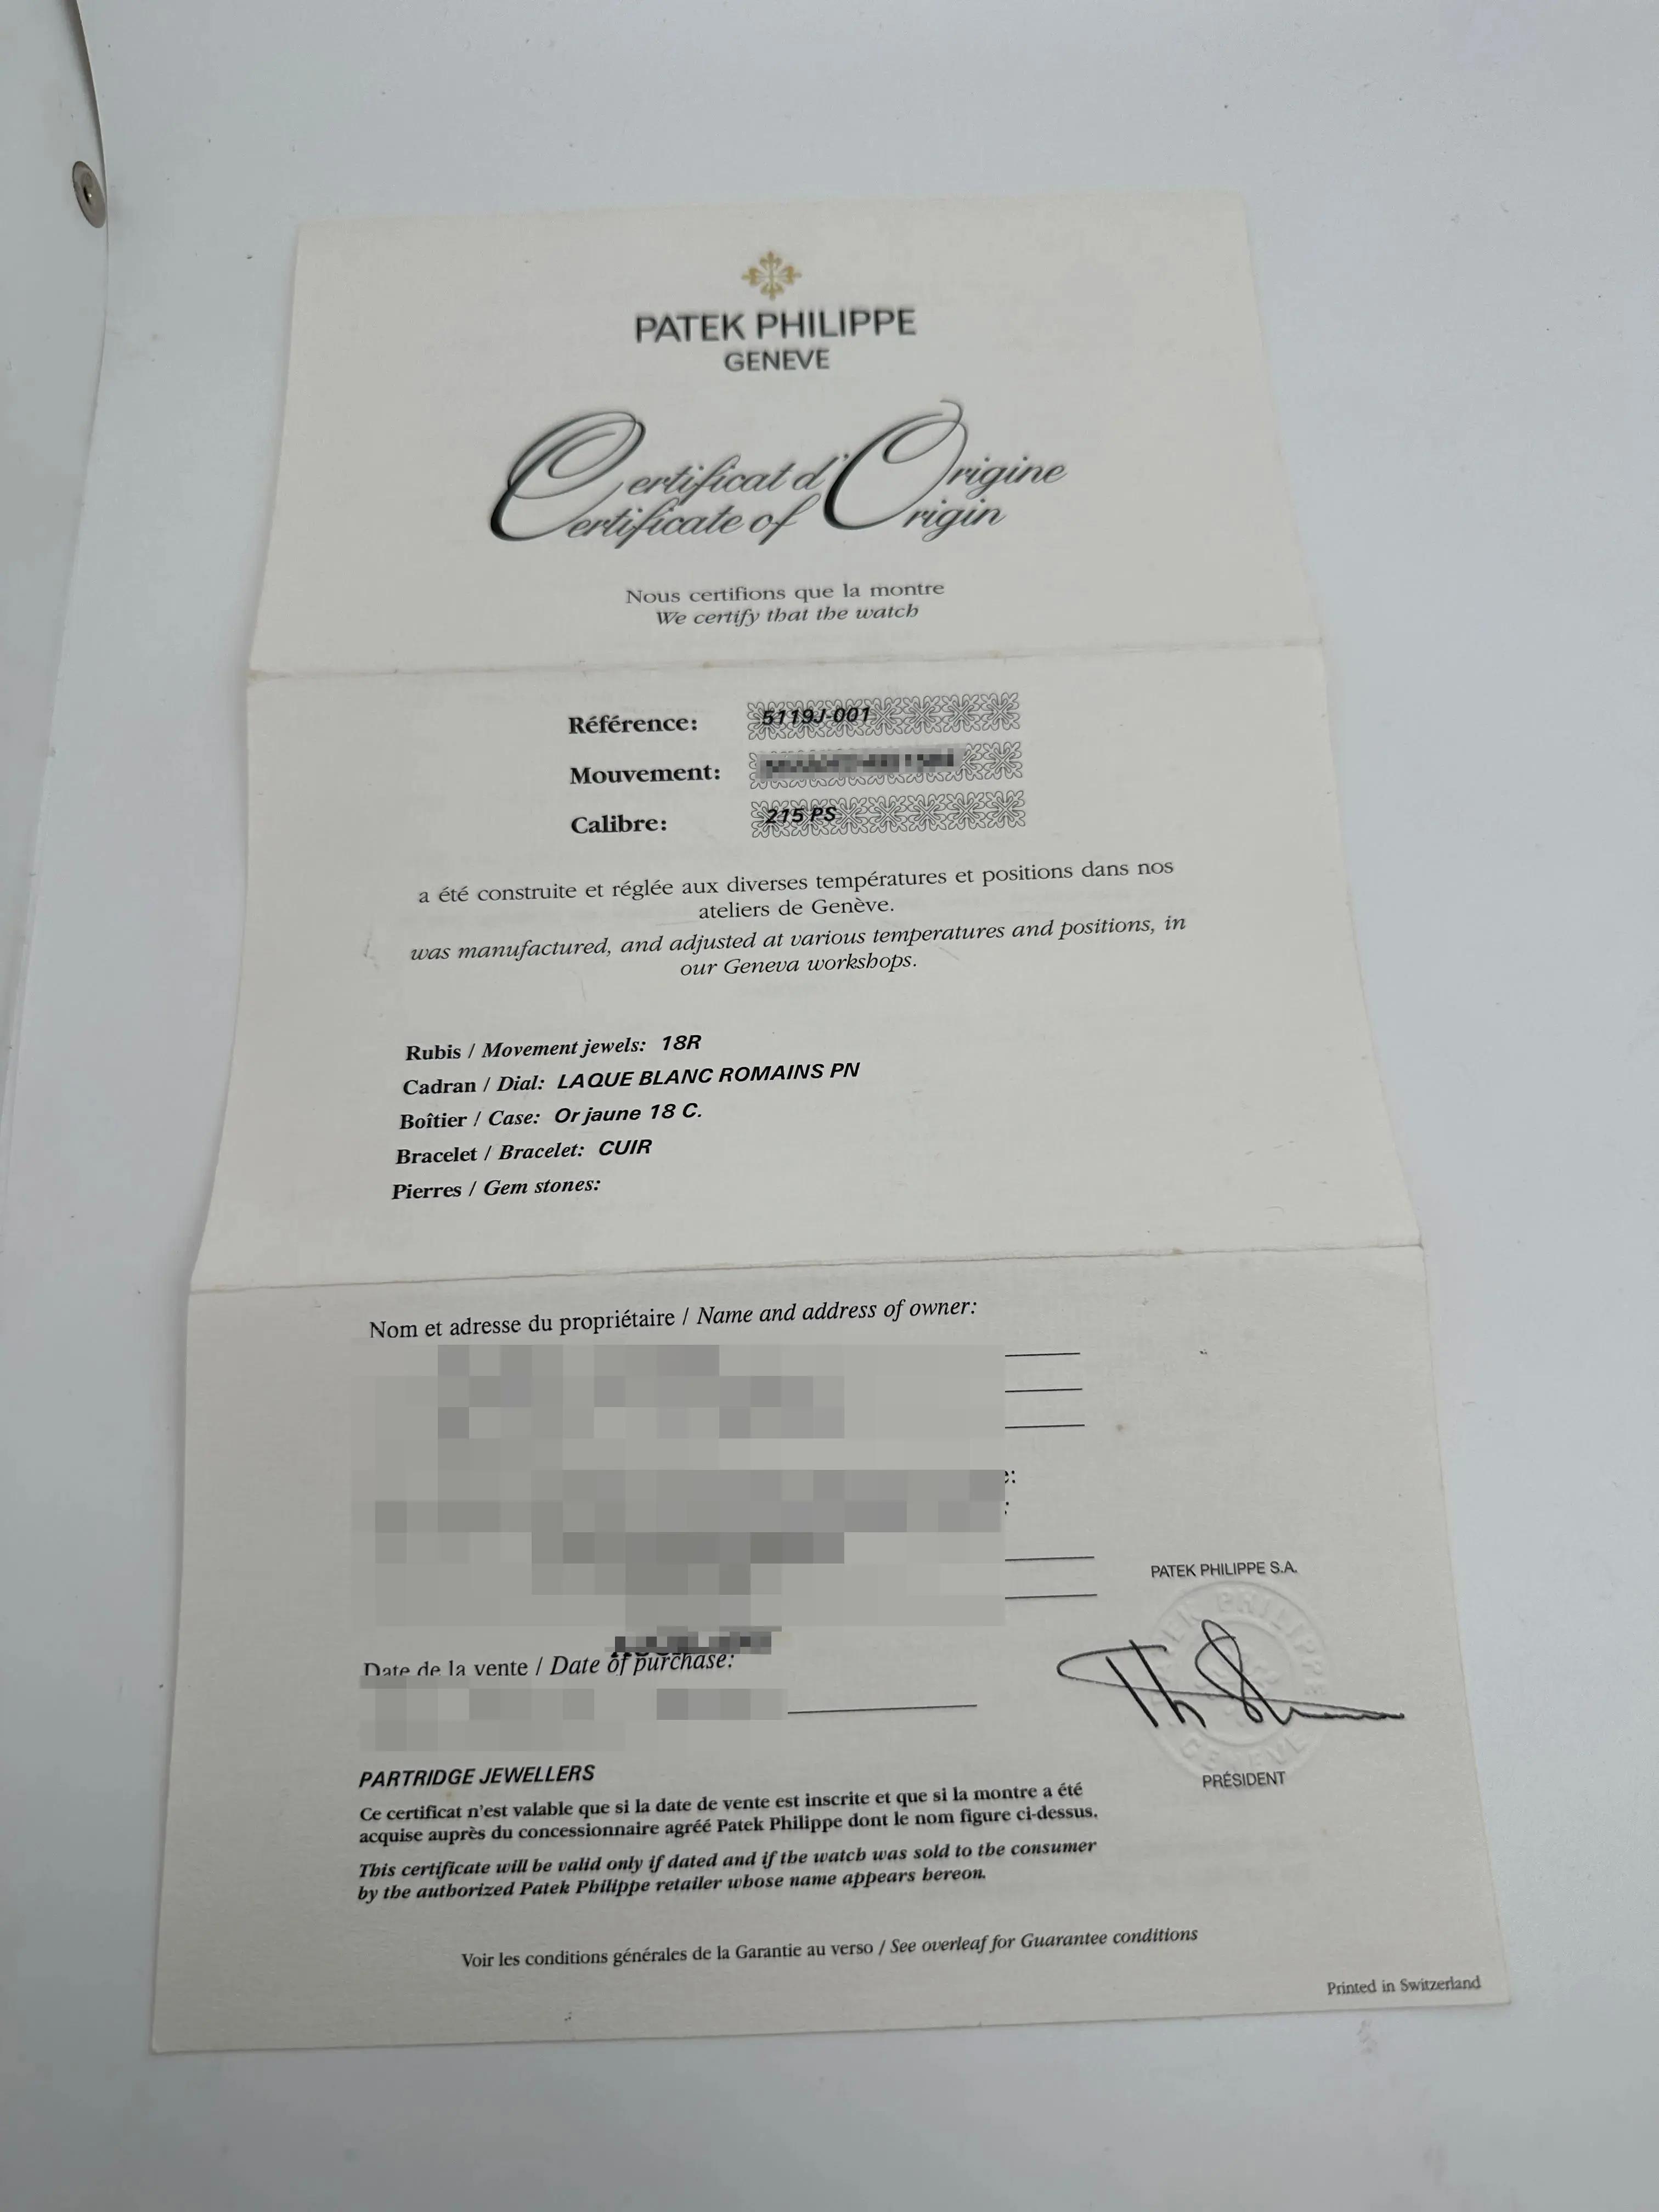 PATEK PHILIPPE
GENEVE
Certificat d'Origine
Certificate of Origin
Nous certifions que la montre
We certify that the watch
Référence: 5119J-001
Mouvement:
Calibre: 215 PS
a été construite et réglée aux diverses températures et positions dans nos
ateliers de Genève.
was manufactured, and adjusted at various temperatures and positions, in
our Geneva workshops.
Rubis / Movement jewels: 18R
Cadran / Dial: LAQUE BLANC ROMAINS PN
Boîtier / Case: Or jaune 18 C.
Bracelet / Bracelet: CUIR
Pierres / Gem stones:
Nom et adresse du propriétaire / Name and address of owner:
Date de la vente / Date of purchase:
PATEK PHILIPPE S.A.
PATEK PHILIPPE
GENEVE
PRÉSIDENT
PARTRIDGE JEWELLERS
Ce certificat n'est valable que si la date de vente est inscrite et que si la montre a été
acquise auprès du concessionnaire agréé Patek Philippe dont le nom figure ci-dessus.
This certificate will be valid only if dated and if the watch was sold to the consumer
by the authorized Patek Philippe retailer whose name appears hereon.
Voir les conditions générales de la Garantie au verso / See overleaf for Guarantee conditions
Printed in Switzerland